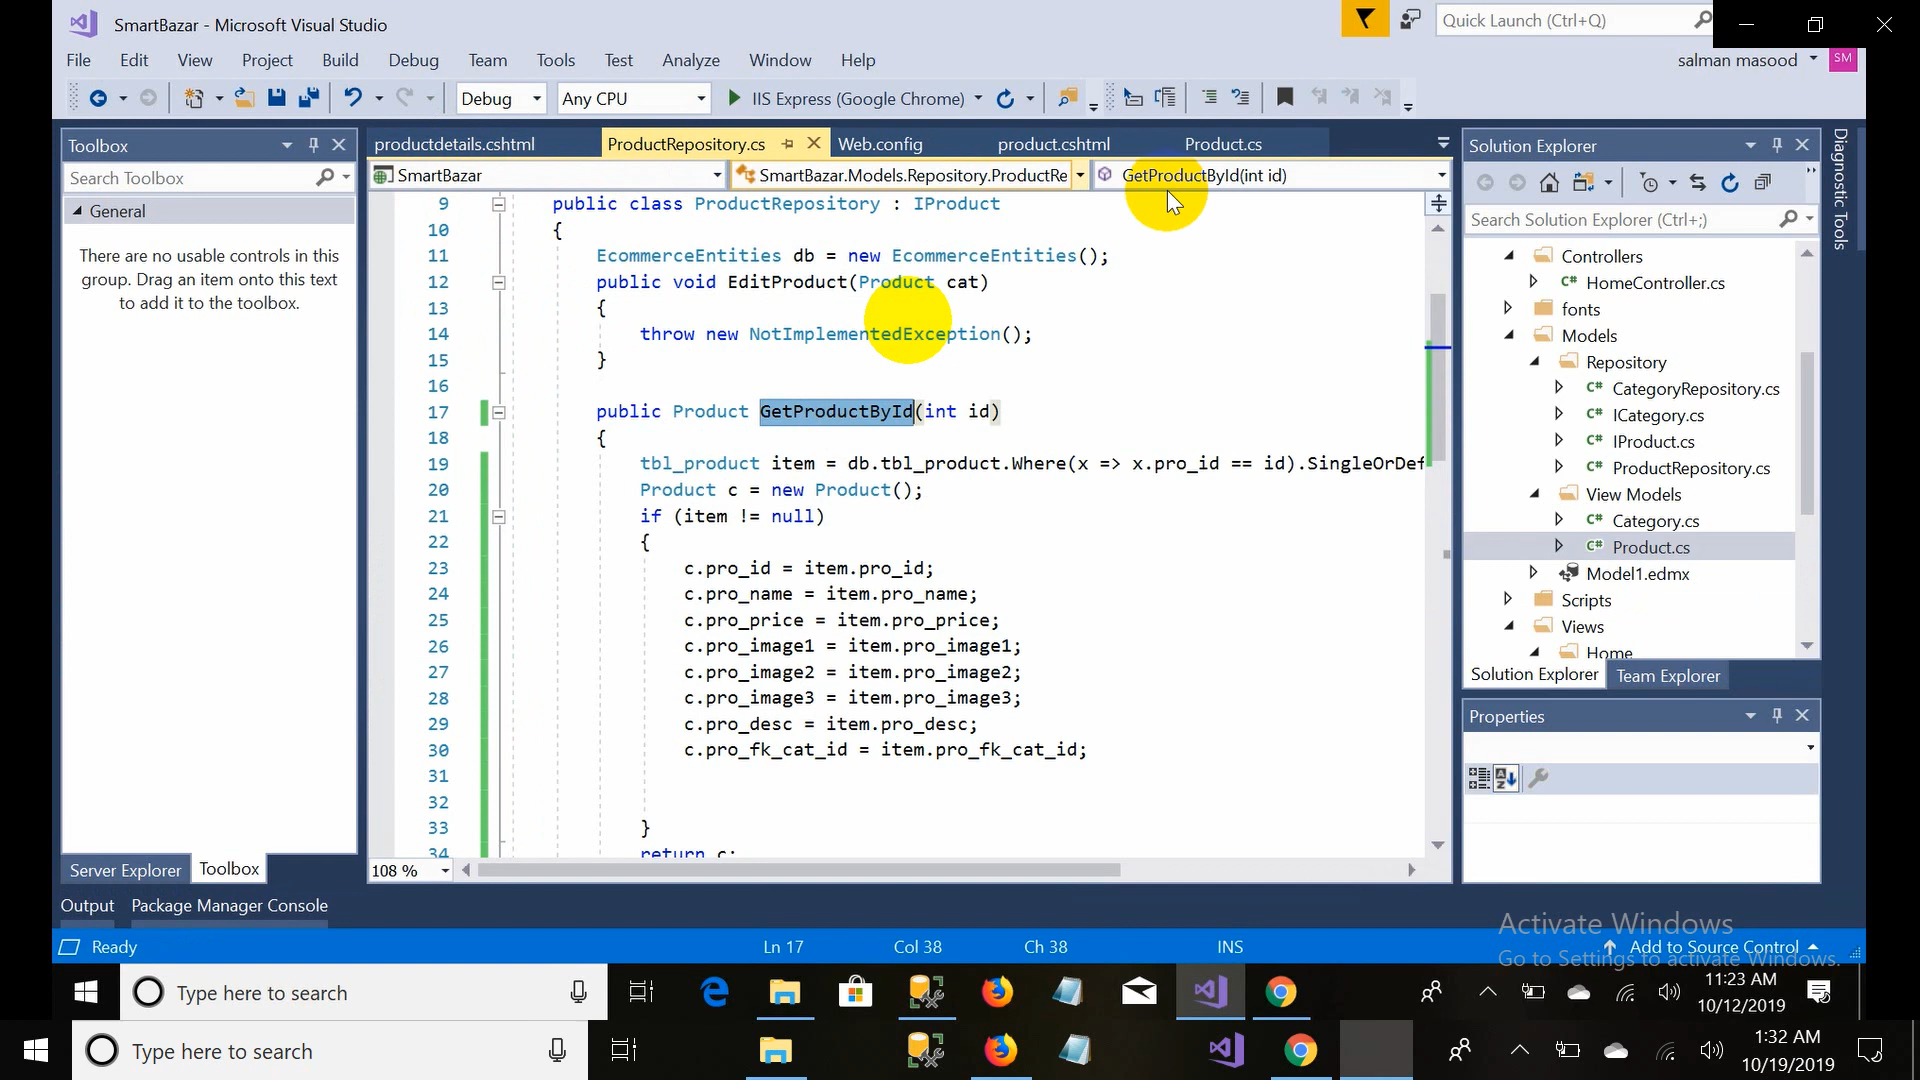 SmartBazar - Microsoft Visual Studio
Quick Launch (Ctrl+Q)
File Edit View Project Build Debug Team Tools Test Analyze Window Help
salman masood
SM
Debug Any CPU IIS Express (Google Chrome)
Toolbox
Search Toolbox
General
There are no usable controls in this
group. Drag an item onto this text
to add it to the toolbox.
Server Explorer Toolbox
productdetails.cshtml ProductRepository.cs Web.config product.cshtml Product.cs
SmartBazar SmartBazar.Models.Repository.ProductRe GetProductById(int id)
9 public class ProductRepository : IProduct
10 {
11 EcommerceEntities db = new EcommerceEntities();
12 public void EditProduct(Product cat)
13 {
14 throw new NotImplementedException();
15 }
16
17 public Product GetProductById(int id)
18 {
19 tbl_product item = db.tbl_product.Where(x => x.pro_id == id).SingleOrDef
20 Product c = new Product();
21 if (item != null)
22 {
23 c.pro_id = item.pro_id;
24 c.pro_name = item.pro_name;
25 c.pro_price = item.pro_price;
26 c.pro_image1 = item.pro_image1;
27 c.pro_image2 = item.pro_image2;
28 c.pro_image3 = item.pro_image3;
29 c.pro_desc = item.pro_desc;
30 c.pro_fk_cat_id = item.pro_fk_cat_id;
31
32
33 }
34 return c;
108 %
Solution Explorer
Search Solution Explorer (Ctrl+;)
Controllers
C# HomeController.cs
fonts
Models
Repository
C# CategoryRepository.cs
C# ICategory.cs
C# IProduct.cs
C# ProductRepository.cs
View Models
C# Category.cs
C# Product.cs
Model1.edmx
Scripts
Views
Home
Solution Explorer Team Explorer
Properties
Diagnostic Tools
Output Package Manager Console
Activate Windows
Go to Settings to activate Windows.
Ready Ln 17 Col 38 Ch 38 INS Add to Source Control
Type here to search
11:23 AM
10/12/2019
Type here to search
1:32 AM
10/19/2019